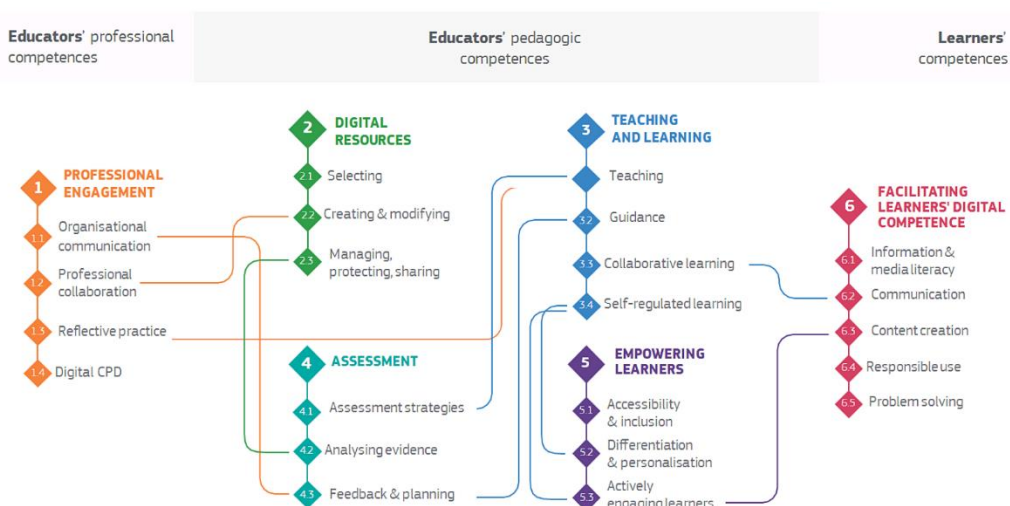 Educators' professional
competences
Educators' pedagogic
competences
Learners'
competences
1
PROFESSIONAL
ENGAGEMENT
1.1
Organisational
communication
1.2
Professional
collaboration
1.3
Reflective practice
1.4
Digital CPD
2
DIGITAL
RESOURCES
2.1
Selecting
2.2
Creating & modifying
2.3
Managing,
protecting, sharing
3
TEACHING
AND LEARNING
Teaching
3.2
Guidance
3.3
Collaborative learning
3.4
Self-regulated learning
4
ASSESSMENT
4.1
Assessment strategies
4.2
Analysing evidence
4.3
Feedback & planning
5
EMPOWERING
LEARNERS
5.1
Accessibility
& inclusion
5.2
Differentiation
& personalisation
5.3
Actively
engaging learners
6
FACILITATING
LEARNERS' DIGITAL
COMPETENCE
6.1
Information &
media literacy
6.2
Communication
6.3
Content creation
6.4
Responsible use
6.5
Problem solving